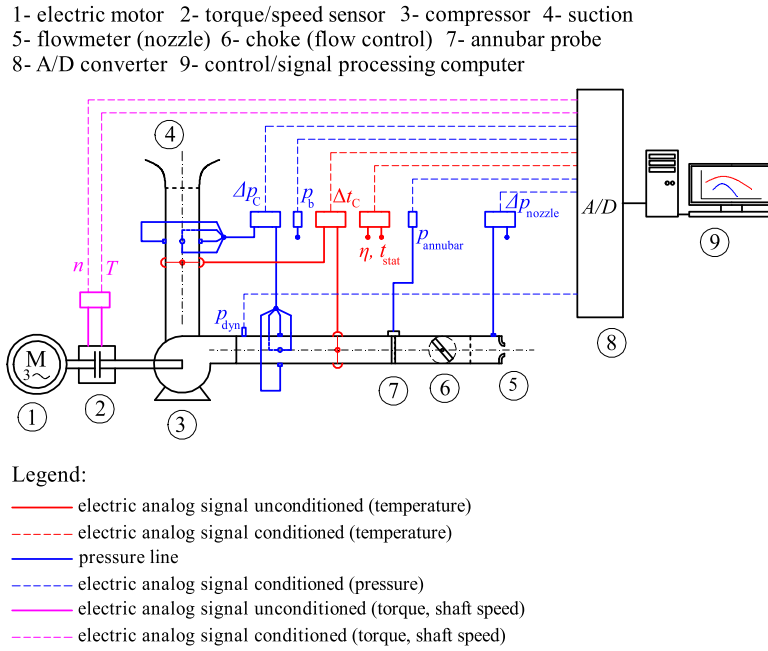 1- electric motor 2- torque/speed sensor 3- compressor 4- suction
5- flowmeter (nozzle) 6- choke (flow control) 7- annubar probe
8- A/D converter 9- control/signal processing computer
4
Δp_C p_b Δt_C Δp_nozzle
A/D
p_annubar
η, t_stat
9
n T
p_dyn
8
M
3~
7 6 5
1 2 3
Legend:
electric analog signal unconditioned (temperature)
electric analog signal conditioned (temperature)
pressure line
electric analog signal conditioned (pressure)
electric analog signal unconditioned (torque, shaft speed)
electric analog signal conditioned (torque, shaft speed)